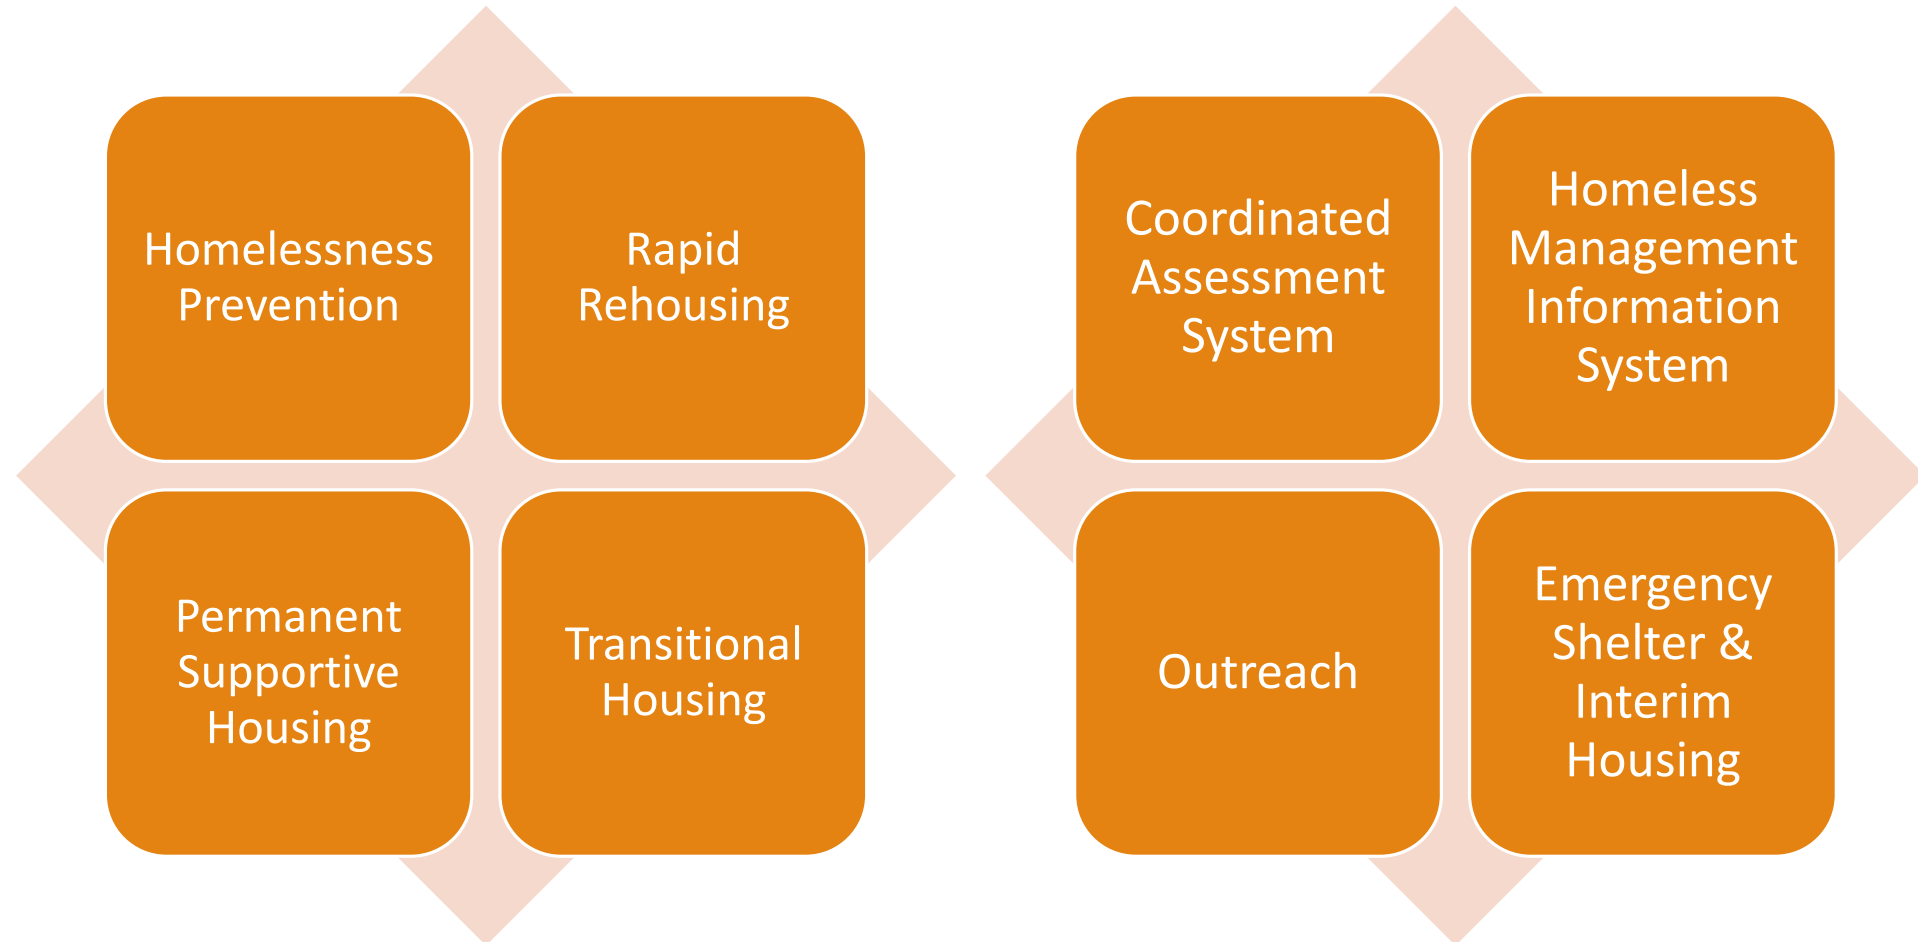 Homelessness
Prevention
Rapid
Rehousing
Permanent
Supportive
Housing
Transitional
Housing
Coordinated
Assessment
System
Homeless
Management
Information
System
Outreach
Emergency
Shelter &
Interim
Housing